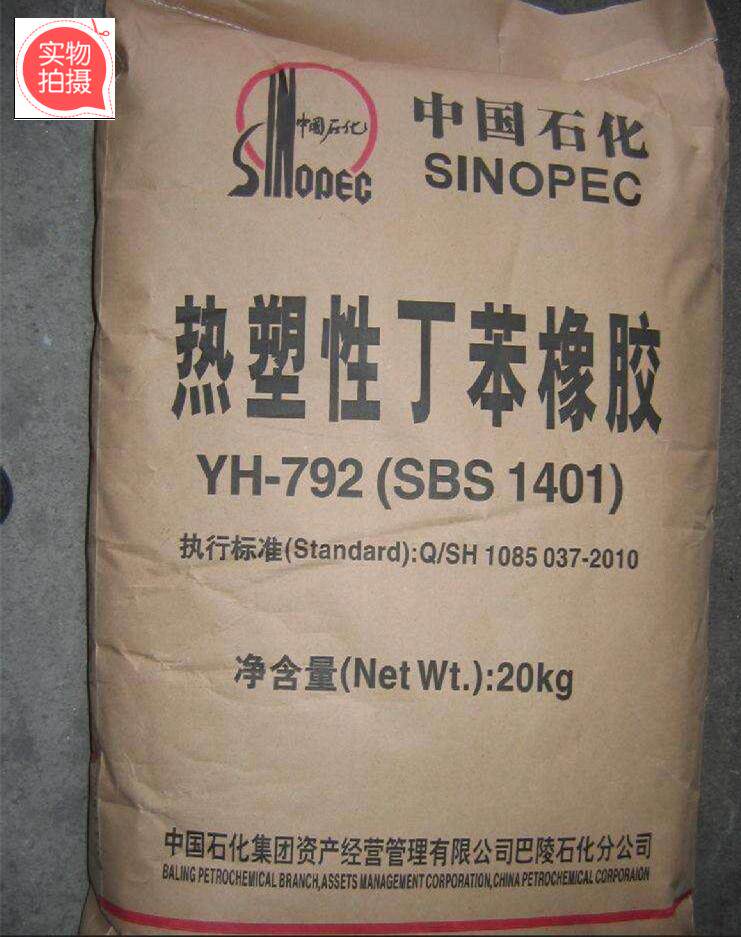 实物
拍摄
中国石化
SINOPEC
中国石化
SINOPEC
热塑性丁苯橡胶
YH-792 (SBS 1401)
执行标准(Standard):Q/SH 1085 037-2010
净含量(Net Wt.):20kg
中国石化集团资产经营管理有限公司巴陵石化分公司
BALING PETROCHEMICAL BRANCH,ASSETS MANAGEMENT CORPORATION,CHINA PETROCHEMICAL CORPORAION